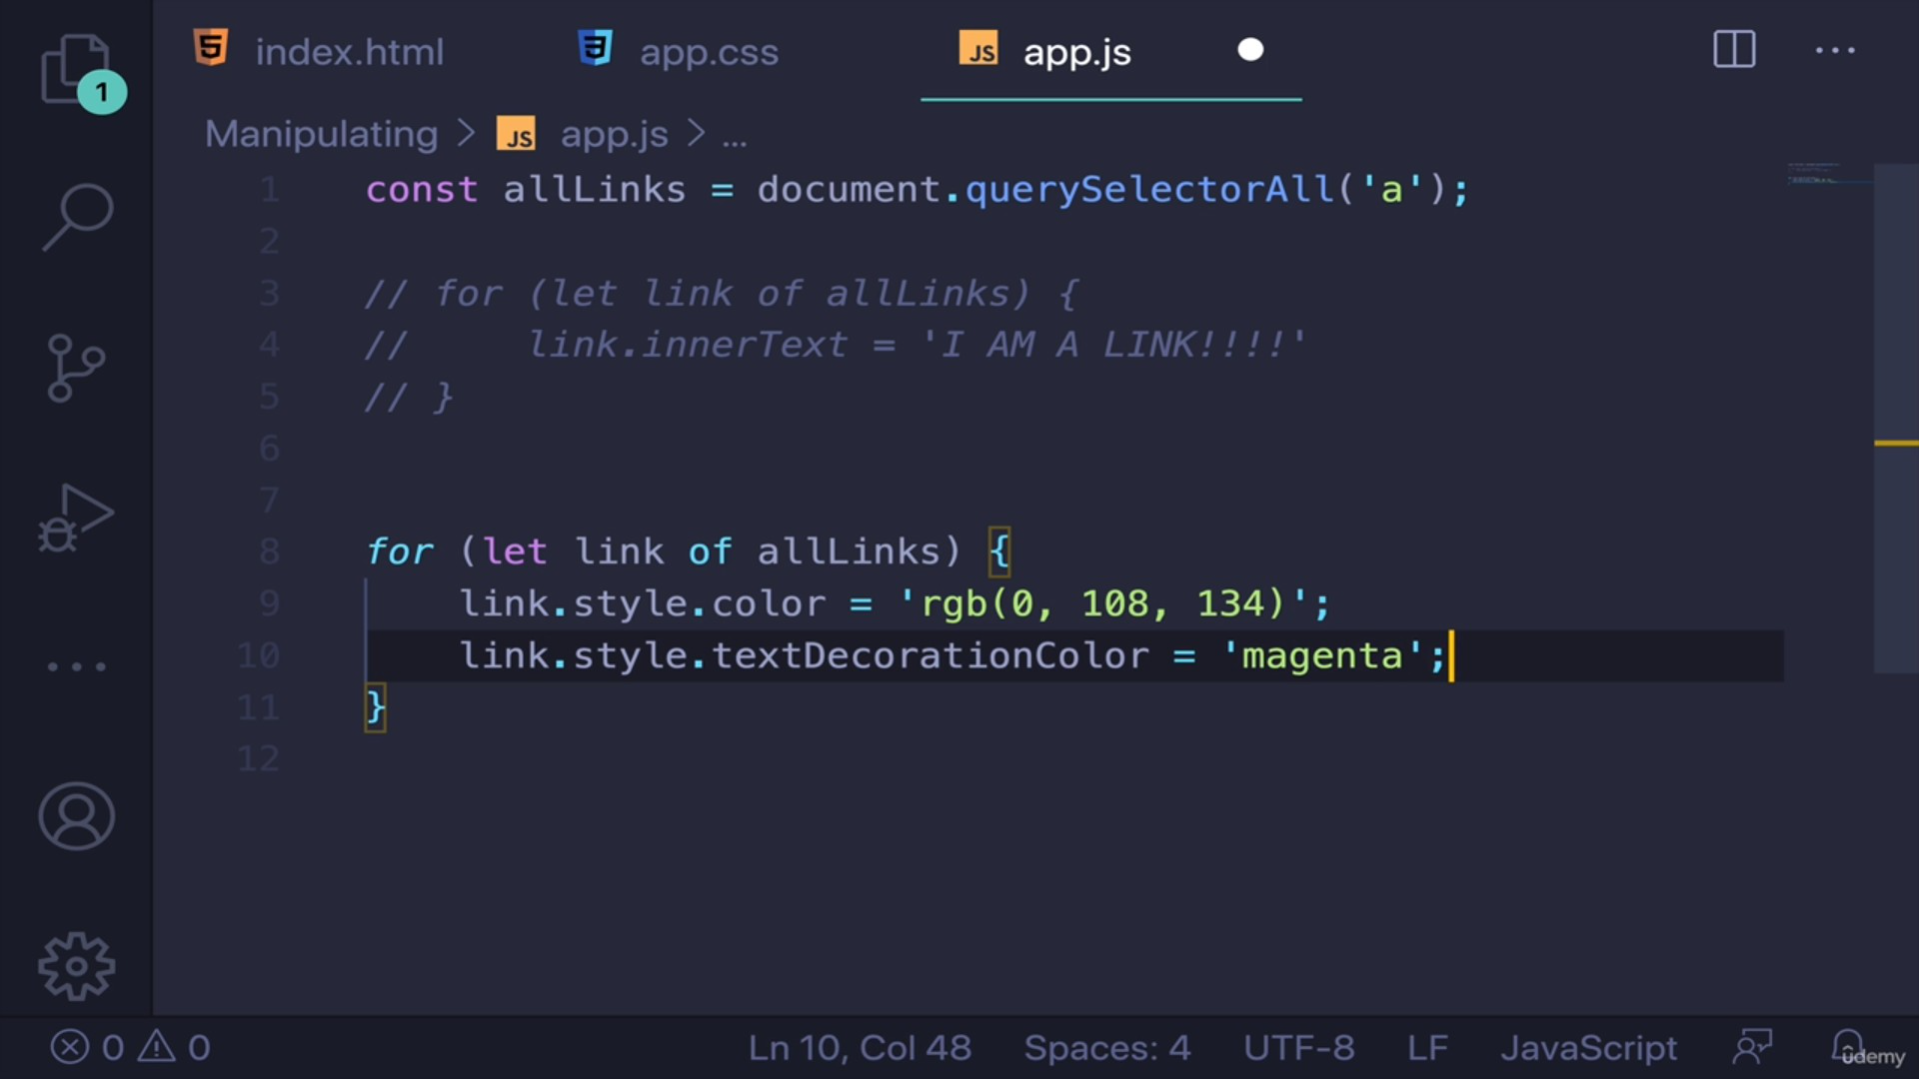 index.html app.css JS app.js
1
Manipulating > JS app.js > ...
1 const allLinks = document.querySelectorAll('a');
2
3 // for (let link of allLinks) {
4 //     link.innerText = 'I AM A LINK!!!!'
5 // }
6
7
8 for (let link of allLinks) {
9     link.style.color = 'rgb(0, 108, 134)';
10     link.style.textDecorationColor = 'magenta';
11 }
12
0 0 Ln 10, Col 48 Spaces: 4 UTF-8 LF JavaScript
ûdemy